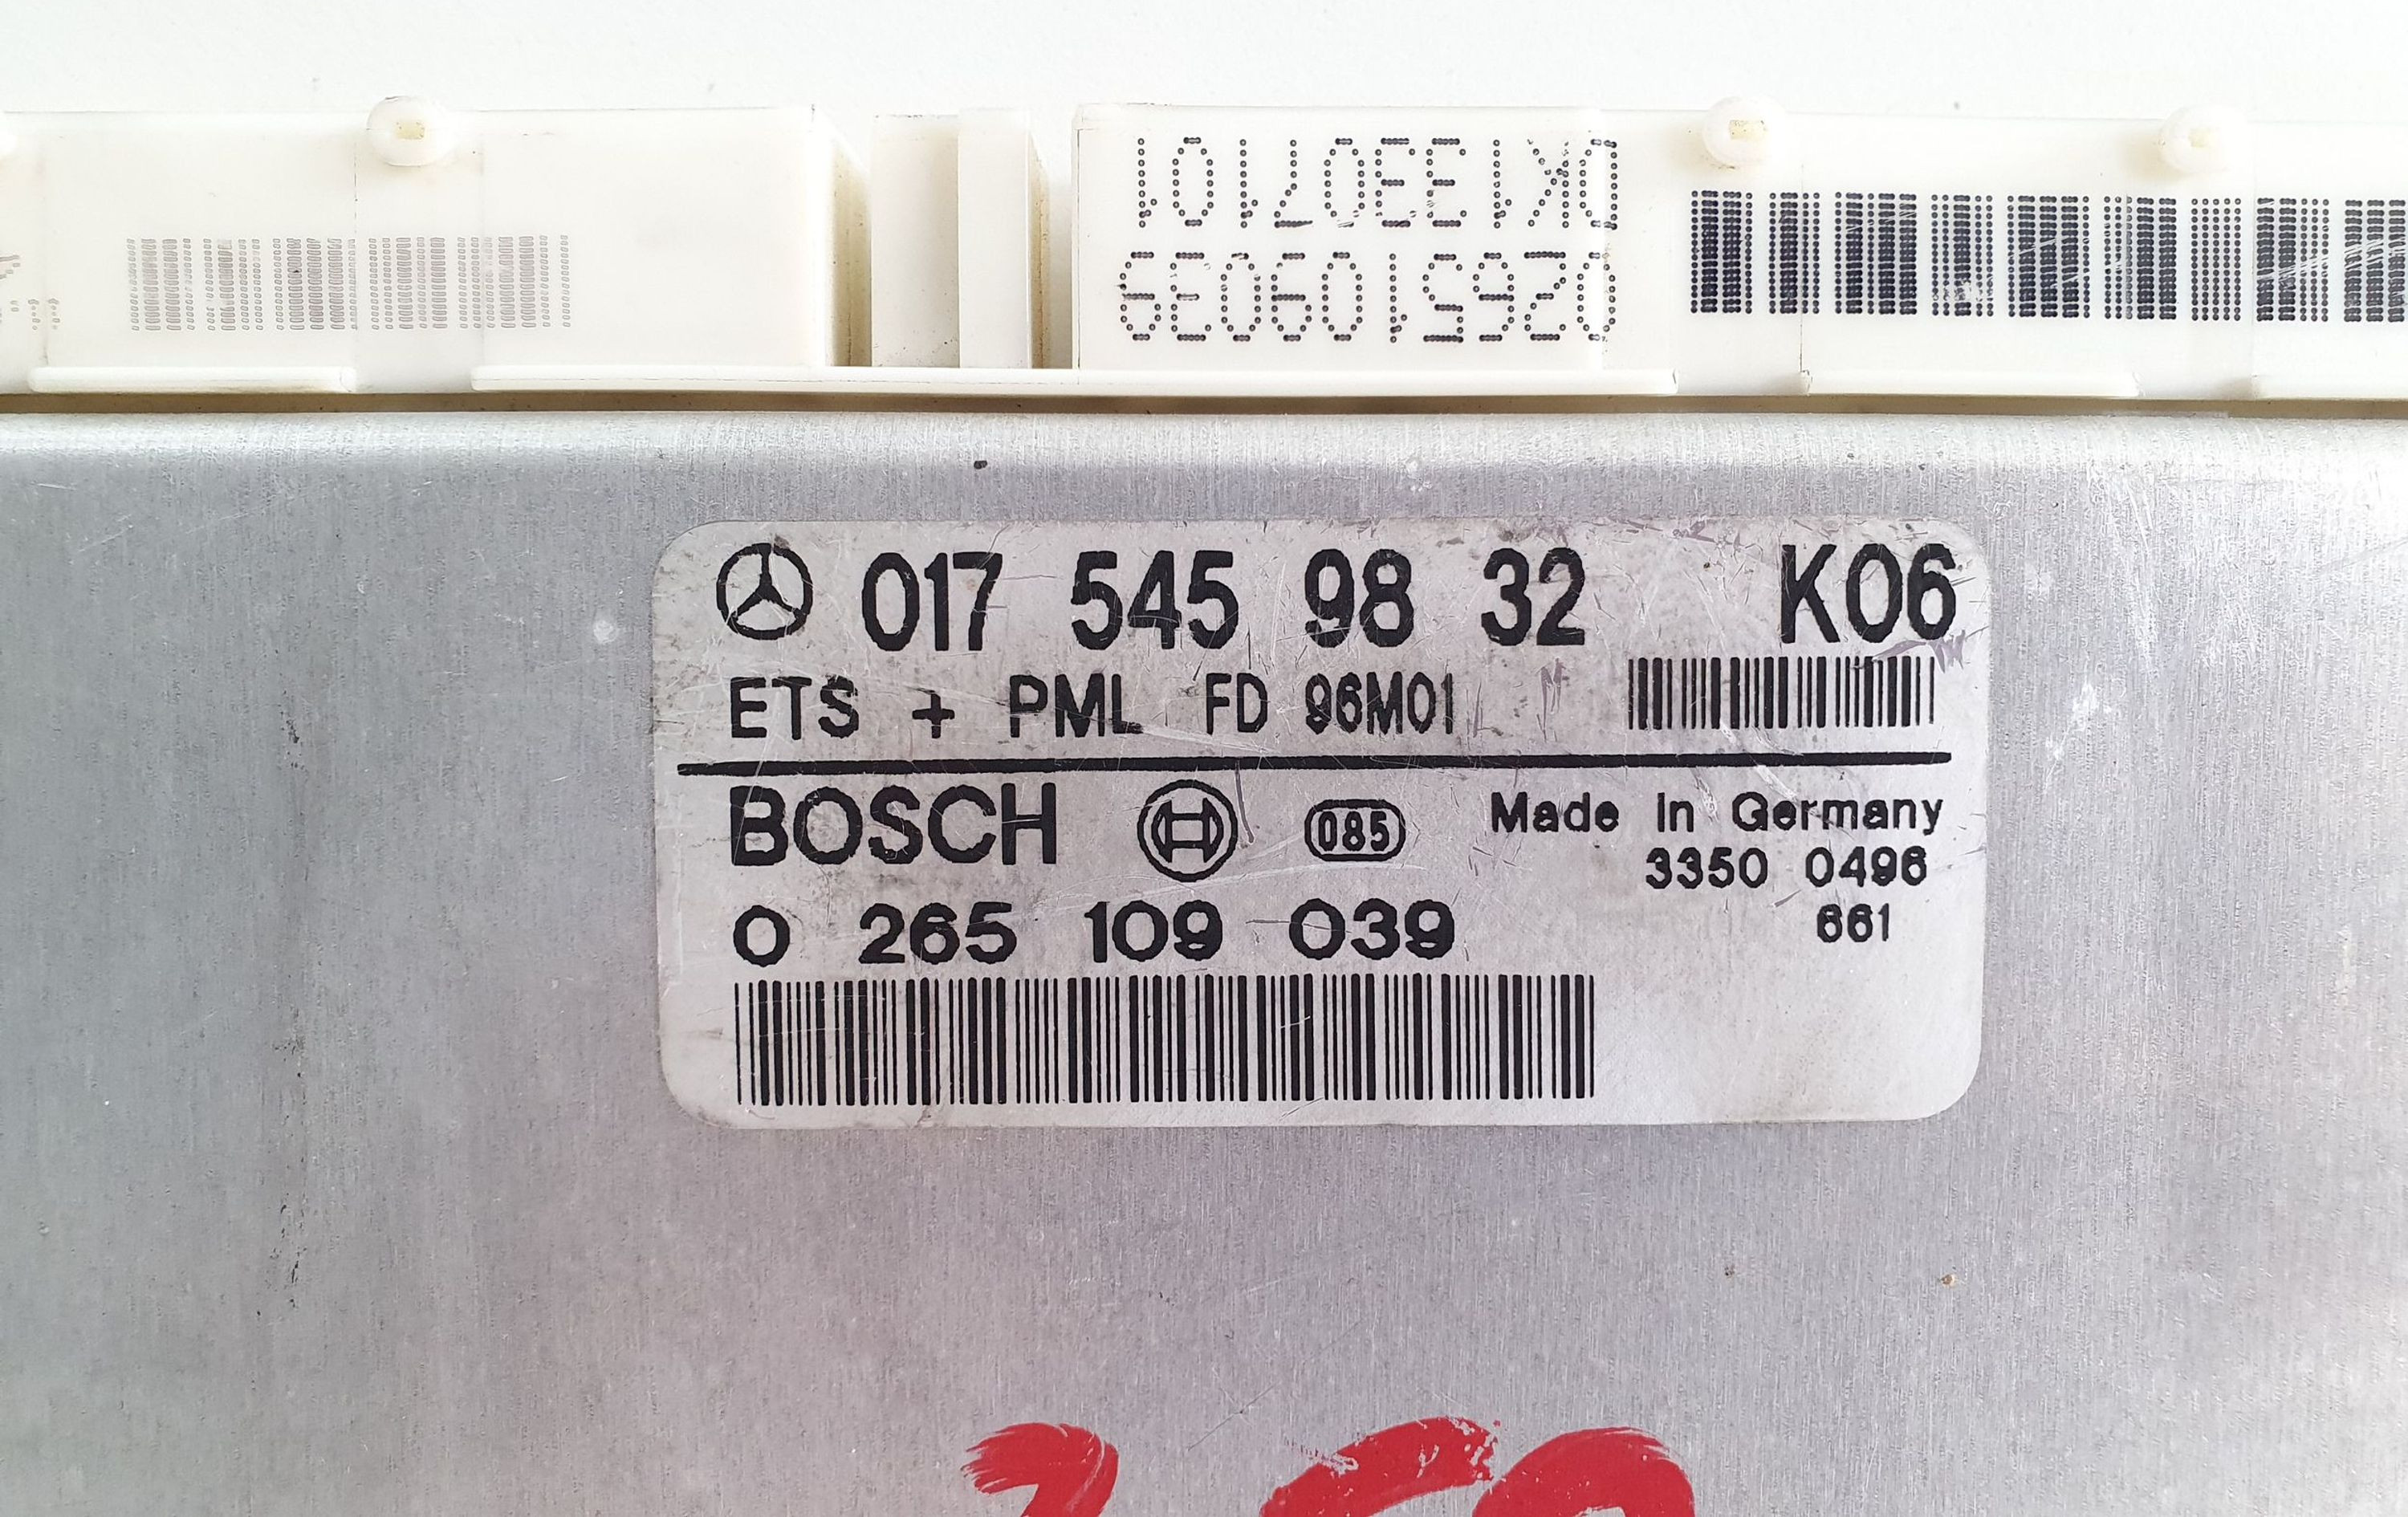 0265109039
DK13307101
017 545 98 32 K06
ETS + PML FD 96M01
BOSCH 085 Made in Germany
3350 0496
0 265 109 039 661